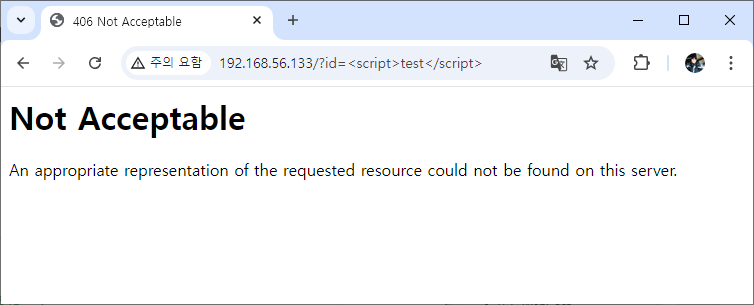 406 Not Acceptable
주의 요함 192.168.56.133/?id=<script>test</script>
Not Acceptable
An appropriate representation of the requested resource could not be found on this server.